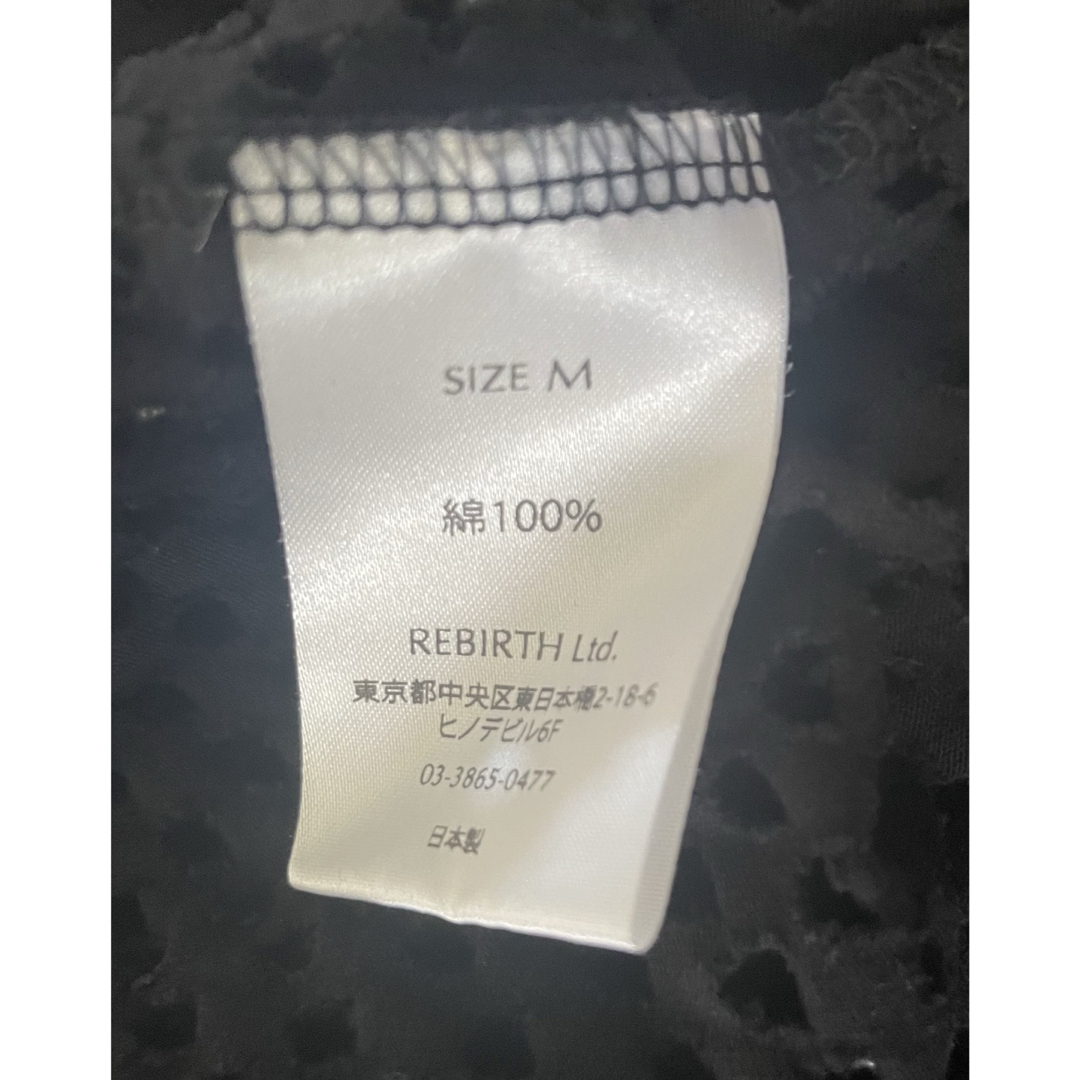 SIZE M
綿100%
REBIRTH Ltd.
東京都中央区東日本橋2-18-6
ヒノデビル6F
03-3865-0477
日本製